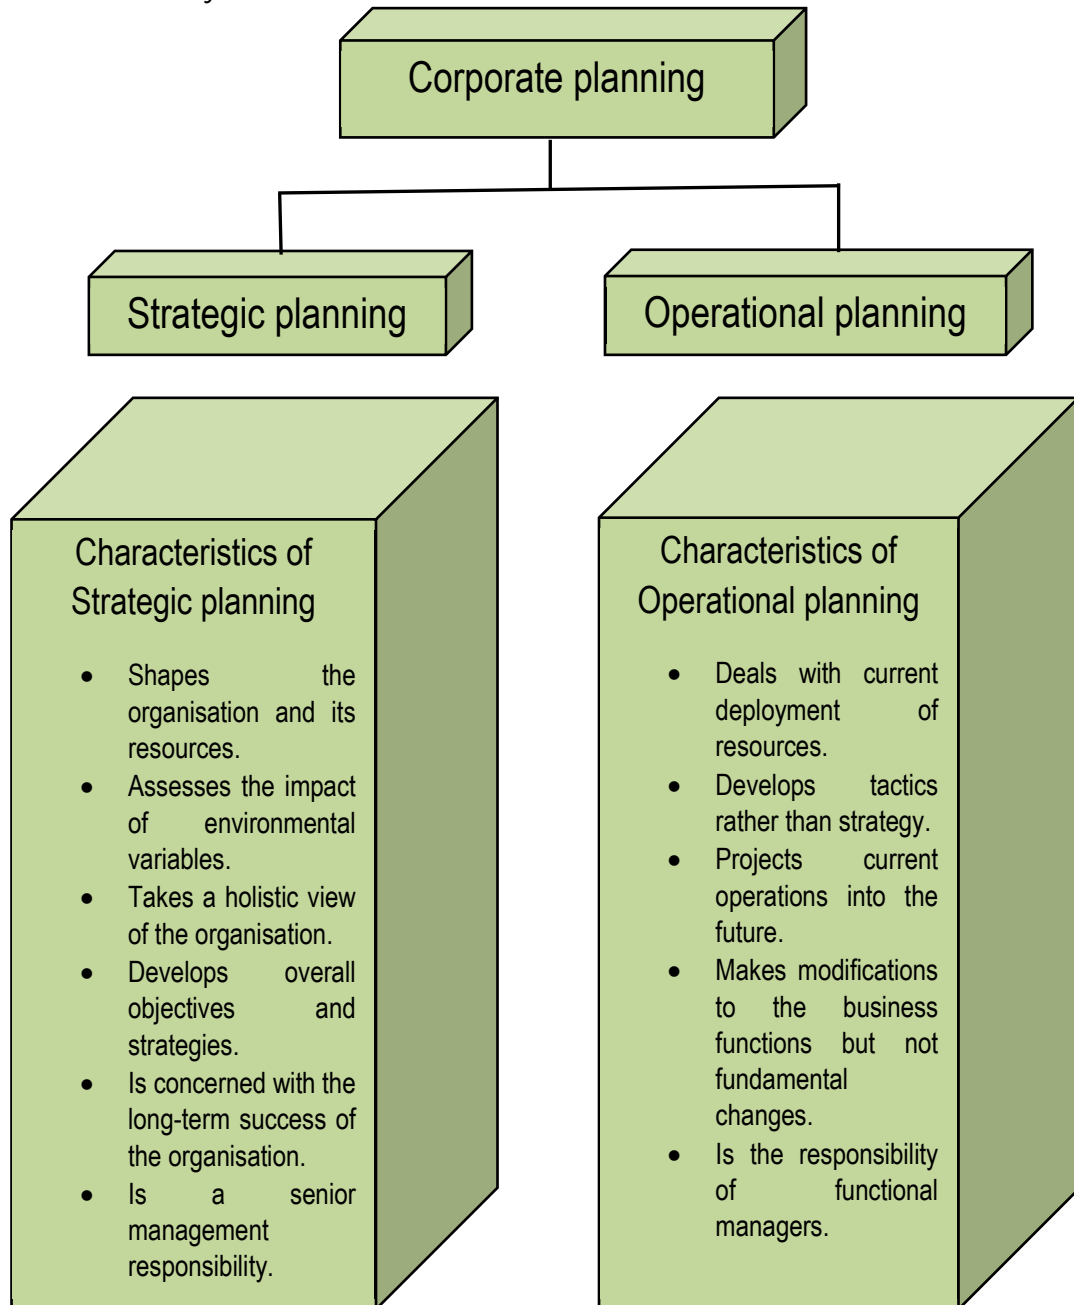 Corporate planning
Strategic planning
Operational planning
Characteristics of
Strategic planning
• Shapes the
organisation and its
resources.
• Assesses the impact
of environmental
variables.
• Takes a holistic view
of the organisation.
• Develops overall
objectives and
strategies.
• Is concerned with the
long-term success of
the organisation.
• Is a senior
management
responsibility.
Characteristics of
Operational planning
• Deals with current
deployment of
resources.
• Develops tactics
rather than strategy.
• Projects current
operations into the
future.
• Makes modifications
to the business
functions but not
fundamental
changes.
• Is the responsibility
of functional
managers.